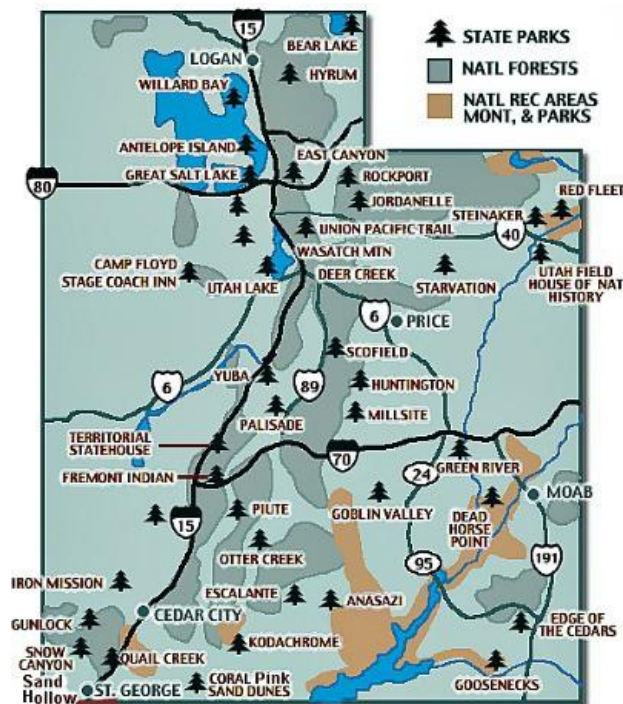 15
BEAR LAKE
STATE PARKS
LOGAN
HYRUM
NATL FORESTS
WILLARD BAY
NATL REC AREAS
MONT, & PARKS
ANTELOPE ISLAND
EAST CANYON
80
GREAT SALT LAKE
ROCKPORT
RED FLEET
JORDANELLE
STEINAKER
UNION PACIFIC TRAIL
40
WASATCH MTN
CAMP FLOYD
STAGE COACH INN
UTAH LAKE
DEER CREEK
STARVATION
UTAH FIELD
HOUSE OF NAT
HISTORY
6
PRICE
SCOFIELD
YUBA
6
89
HUNTINGTON
PALISADE
MILLSITE
TERRITORIAL
STATEHOUSE
70
GREEN RIVER
FREMONT INDIAN
24
MOAB
GOBLIN VALLEY
DEAD
HORSE
POINT
15
PIUTE
OTTER CREEK
95
191
IRON MISSION
ESCALANTE
ANASAZI
GUNLOCK
CEDAR CITY
EDGE OF
THE CEDARS
SNOW
CANYON
KODACHROME
QUAIL CREEK
GOOSENECKS
Sand
Hollow
ST. GEORGE
CORAL Pink
SAND DUNES